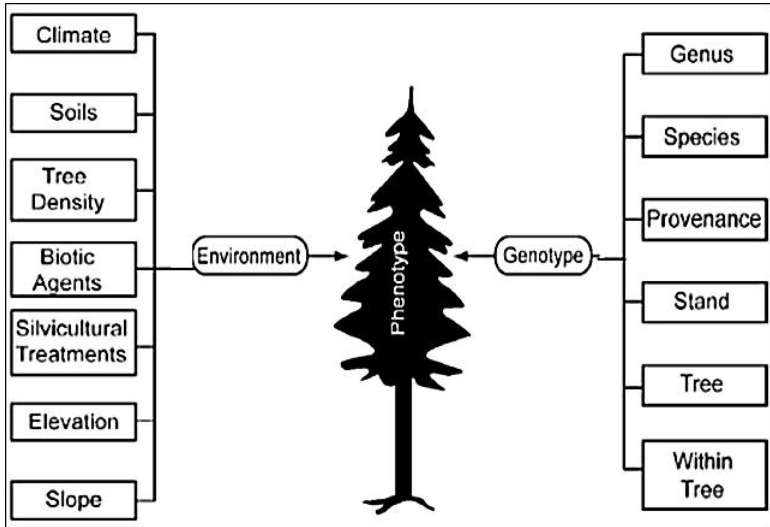 Climate
Soils
Tree
Density
Biotic
Agents
Silvicultural
Treatments
Elevation
Slope
Environment
Phenotype
Genotype
Genus
Species
Provenance
Stand
Tree
Within
Tree